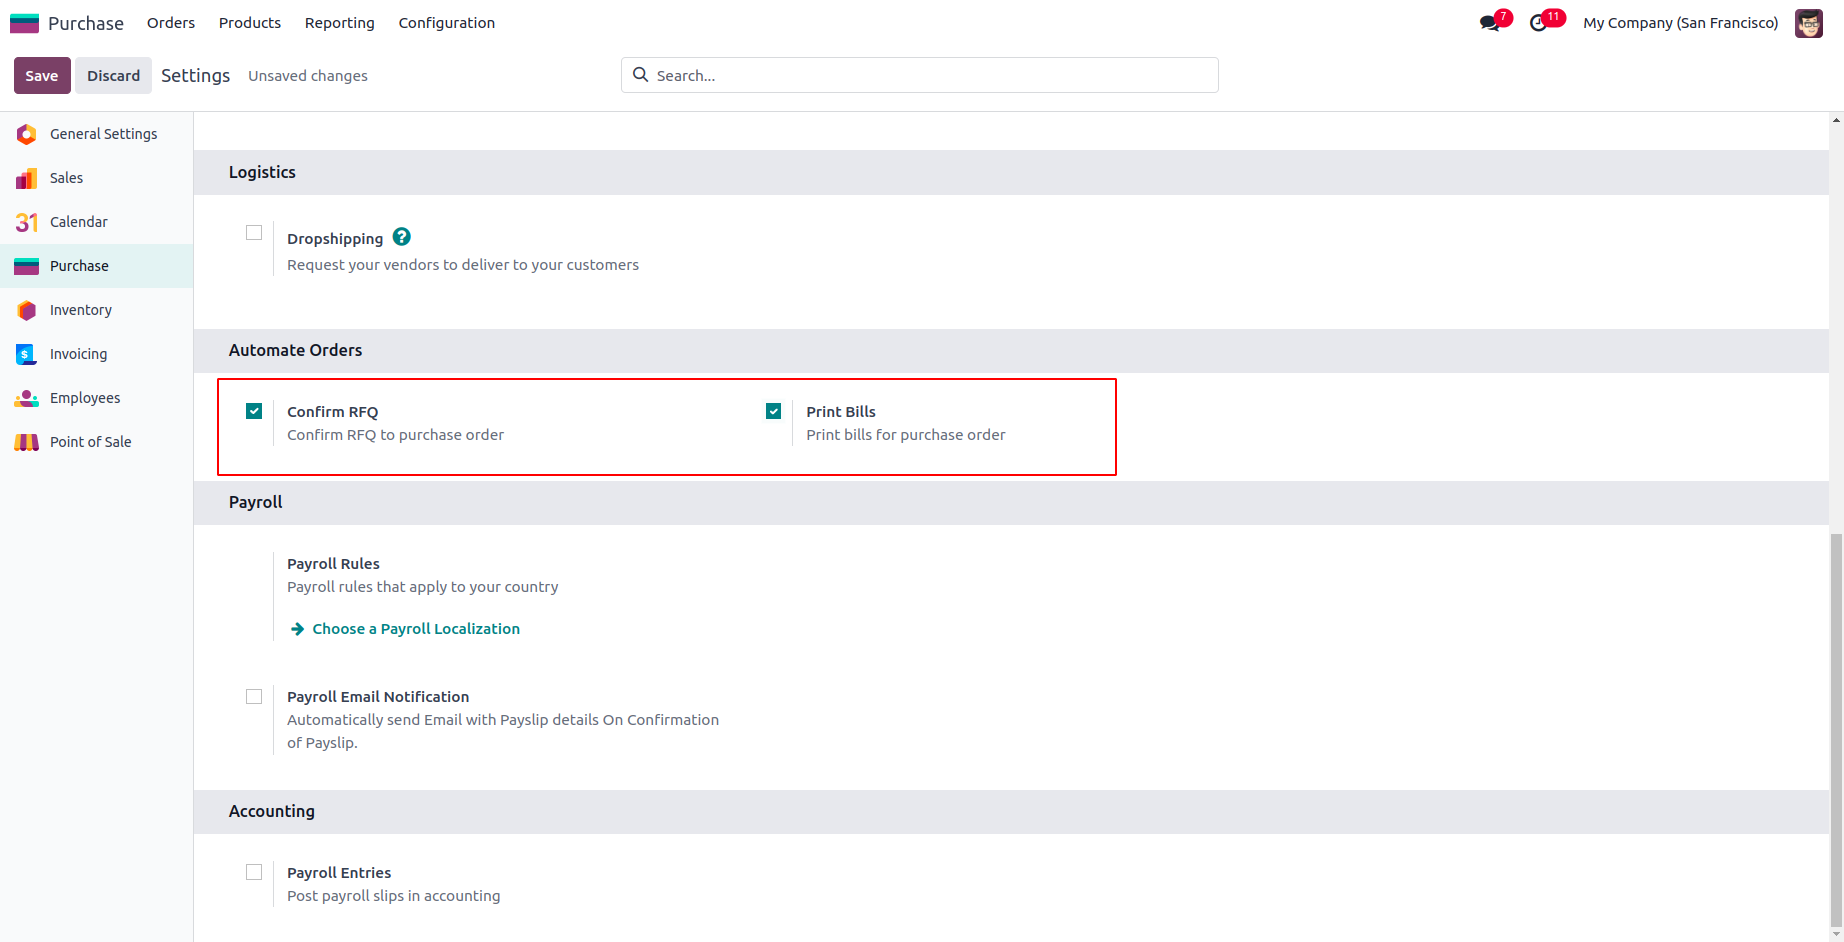 Purchase Orders Products Reporting Configuration 7 11 My Company (San Francisco)
Save Discard Settings Unsaved changes Search...
General Settings
Sales
31 Calendar
Purchase
Inventory
$ Invoicing
Employees
Point of Sale
Logistics
Dropshipping ?
Request your vendors to deliver to your customers
Automate Orders
Confirm RFQ
Confirm RFQ to purchase order
Print Bills
Print bills for purchase order
Payroll
Payroll Rules
Payroll rules that apply to your country
Choose a Payroll Localization
Payroll Email Notification
Automatically send Email with Payslip details On Confirmation
of Payslip.
Accounting
Payroll Entries
Post payroll slips in accounting